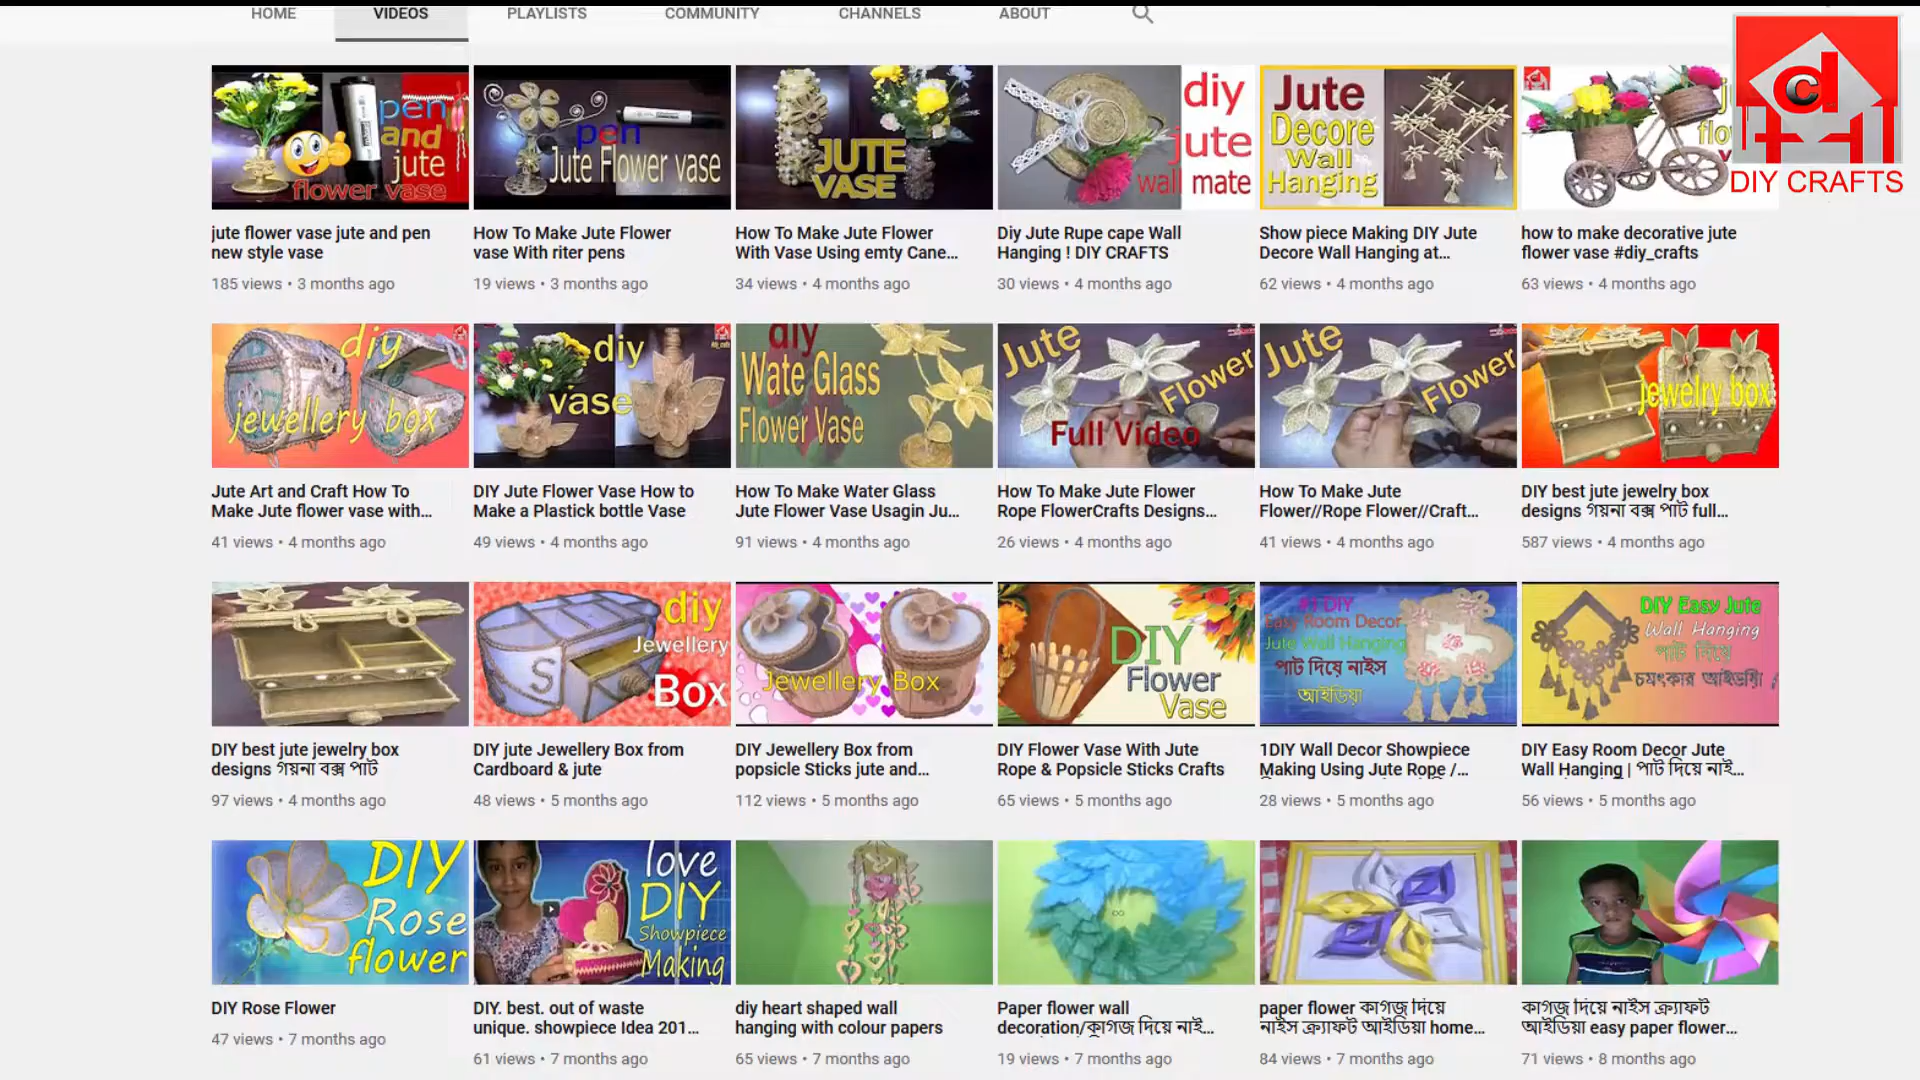 HOME VIDEOS PLAYLISTS COMMUNITY CHANNELS ABOUT
DIY CRAFTS
pen
and
jute
flower vase
pen
Jute Flower vase
JUTE
VASE
diy
jute
wall mate
Jute
Decore
Wall
Hanging
jute flower vase jute and pen
new style vase
185 views • 3 months ago
How To Make Jute Flower
vase With riter pens
19 views • 3 months ago
How To Make Jute Flower
With Vase Using emty Cane...
34 views • 4 months ago
Diy Jute Rupe cape Wall
Hanging ! DIY CRAFTS
30 views • 4 months ago
Show piece Making DIY Jute
Decore Wall Hanging at...
62 views • 4 months ago
how to make decorative jute
flower vase #diy_crafts
63 views • 4 months ago
diy
jewellery box
diy
vase
diy
Wate Glass
Flower Vase
Jute
Flower
Full Video
Jute
Flower
jewelry box
Jute Art and Craft How To
Make Jute flower vase with...
41 views • 4 months ago
DIY Jute Flower Vase How to
Make a Plastick bottle Vase
49 views • 4 months ago
How To Make Water Glass
Jute Flower Vase Usagin Ju...
91 views • 4 months ago
How To Make Jute Flower
Rope FlowerCrafts Designs...
26 views • 4 months ago
How To Make Jute
Flower//Rope Flower//Craft...
41 views • 4 months ago
DIY best jute jewelry box
designs গয়না বক্স পাট full...
587 views • 4 months ago
diy
Jewellery
Box
Jewellery Box
DIY
Flower
Vase
#1 DIY
Easy Room Decor
Jute Wall Hanging
পাট দিয়ে নাইস
আইডিয়া
DIY Easy Jute
Wall Hanging
পাট দিয়ে
চমৎকার আইডিয়া
DIY best jute jewelry box
designs গয়না বক্স পাট
97 views • 4 months ago
DIY jute Jewellery Box from
Cardboard & jute
48 views • 5 months ago
DIY Jewellery Box from
popsicle Sticks jute and...
112 views • 5 months ago
DIY Flower Vase With Jute
Rope & Popsicle Sticks Crafts
65 views • 5 months ago
1DIY Wall Decor Showpiece
Making Using Jute Rope /...
28 views • 5 months ago
DIY Easy Room Decor Jute
Wall Hanging | পাট দিয়ে নাই...
56 views • 5 months ago
DIY
Rose
flower
love
DIY
Showpiece
Making
DIY Rose Flower
47 views • 7 months ago
DIY. best. out of waste
unique. showpiece Idea 201...
61 views • 7 months ago
diy heart shaped wall
hanging with colour papers
65 views • 7 months ago
Paper flower wall
decoration/কাগজ দিয়ে নাই...
19 views • 7 months ago
paper flower কাগজ দিয়ে
নাইস ক্র্যাফট আইডিয়া home...
84 views • 7 months ago
কাগজ দিয়ে নাইস ক্র্যাফট
আইডিয়া easy paper flower...
71 views • 8 months ago